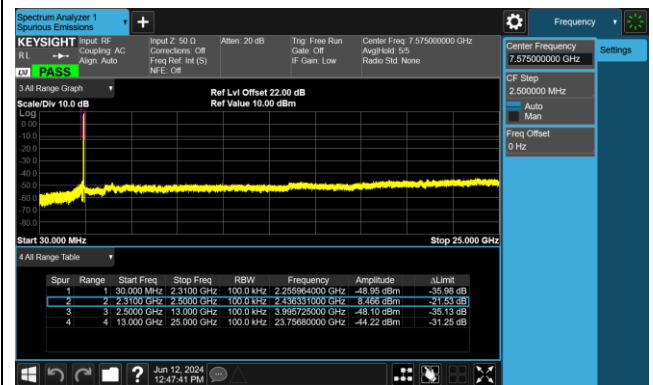 Spectrum Analyzer 1
Spurious Emissions
Frequency
KEYSIGHT
RL
LXI
PASS
Input: RF
Coupling: AC
Align: Auto
Input Z: 50 Ω
Corrections: Off
Freq Ref: Int (S)
NFE: Off
Atten: 20 dB
Trig: Free Run
Gate: Off
IF Gain: Low
Center Freq: 7.575000000 GHz
Avg|Hold: 5/5
Radio Std: None
3 All Range Graph
Scale/Div 10.0 dB
Ref Lvl Offset 22.00 dB
Ref Value 10.00 dBm
Log
0.00
-10.0
-20.0
-30.0
-40.0
-50.0
-60.0
-70.0
-80.0
Start 30.000 MHz
Stop 25.000 GHz
4 All Range Table
Spur Range Start Freq Stop Freq RBW Frequency Amplitude ΔLimit
1 1 30.000 MHz 2.3100 GHz 100.0 kHz 2.255964000 GHz -48.95 dBm -35.98 dB
2 2 2.3100 GHz 2.5000 GHz 100.0 kHz 2.436331000 GHz 8.466 dBm -21.53 dB
3 3 2.5000 GHz 13.000 GHz 100.0 kHz 3.995725000 GHz -48.10 dBm -35.13 dB
4 4 13.000 GHz 25.000 GHz 100.0 kHz 23.75680000 GHz -44.22 dBm -31.25 dB
Center Frequency
7.575000000 GHz
Settings
CF Step
2.500000 MHz
Auto
Man
Freq Offset
0 Hz
?
Jun 12, 2024
12:47:41 PM